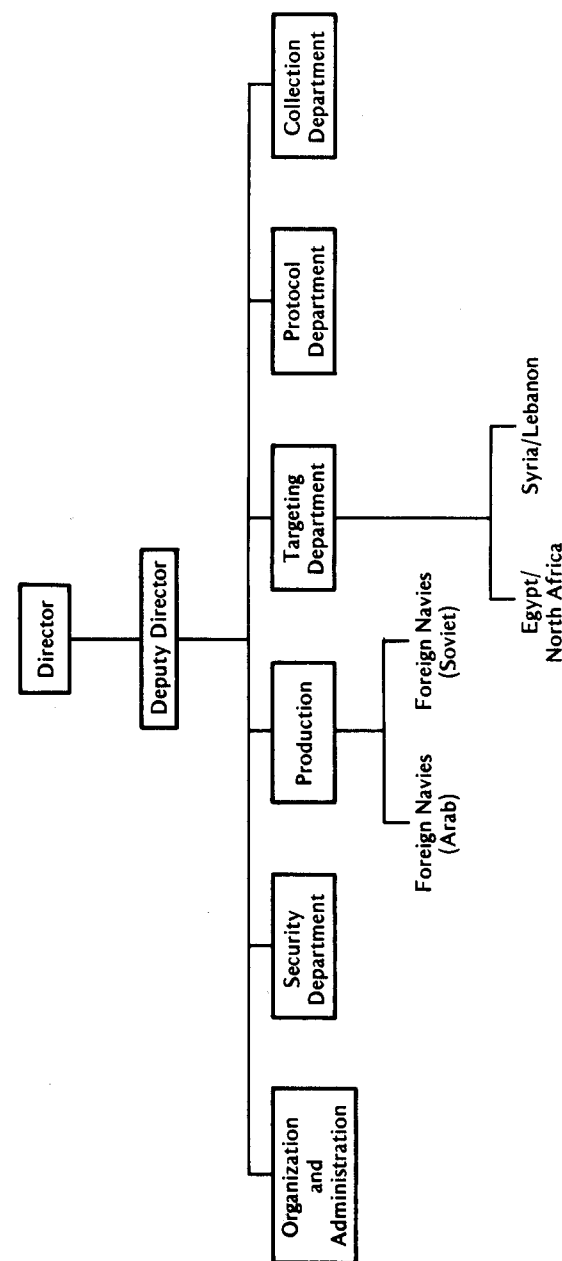 Director
Deputy Director
Organization
and
Administration
Security
Department
Production
Targeting
Department
Protocol
Department
Collection
Department
Foreign Navies
(Arab)
Foreign Navies
(Soviet)
Egypt/
North Africa
Syria/Lebanon